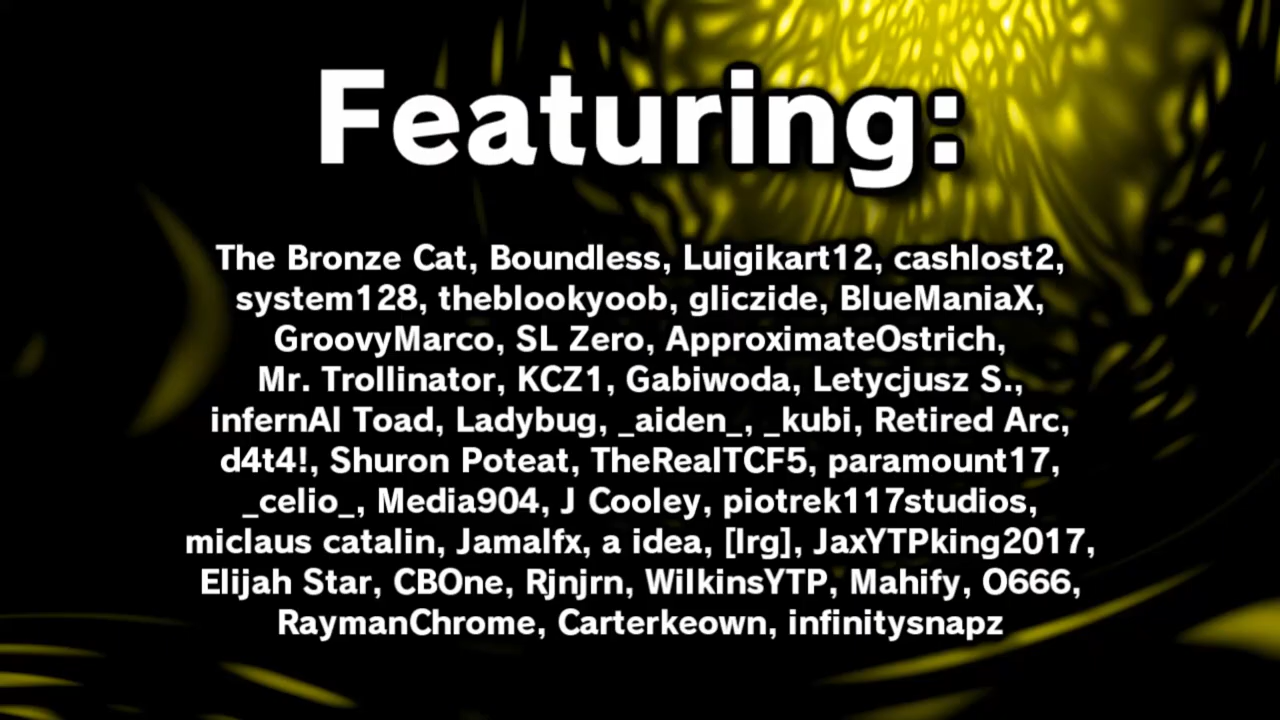 Featuring:
The Bronze Cat, Boundless, Luigikart12, cashlost2,
system128, theblookyoob, gliczide, BlueManiaX,
GroovyMarco, SL Zero, ApproximateOstrich,
Mr. Trollinator, KCZ1, Gabiwoda, Letycjusz S.,
infernAl Toad, Ladybug, _aiden_, _kubi, Retired Arc,
d4t4!, Shuron Poteat, TheRealTCF5, paramount17,
_celio_, Media904, J Cooley, piotrek117studios,
miclaus catalin, Jamalfx, a idea, [lrg], JaxYTPking2017,
Elijah Star, CBOne, Rjnjrn, WilkinsYTP, Mahify, O666,
RaymanChrome, Carterkeown, infinitysnapz